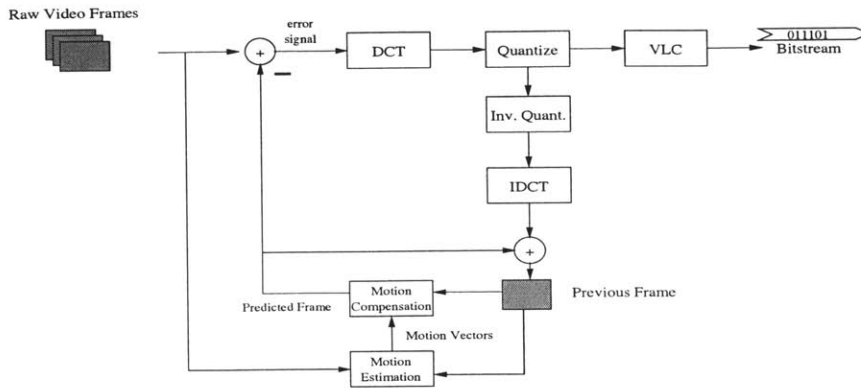 Raw Video Frames
error
signal
+
DCT
Quantize
VLC
011101
Bitstream
Inv. Quant.
IDCT
+
Previous Frame
Motion
Compensation
Predicted Frame
Motion Vectors
Motion
Estimation